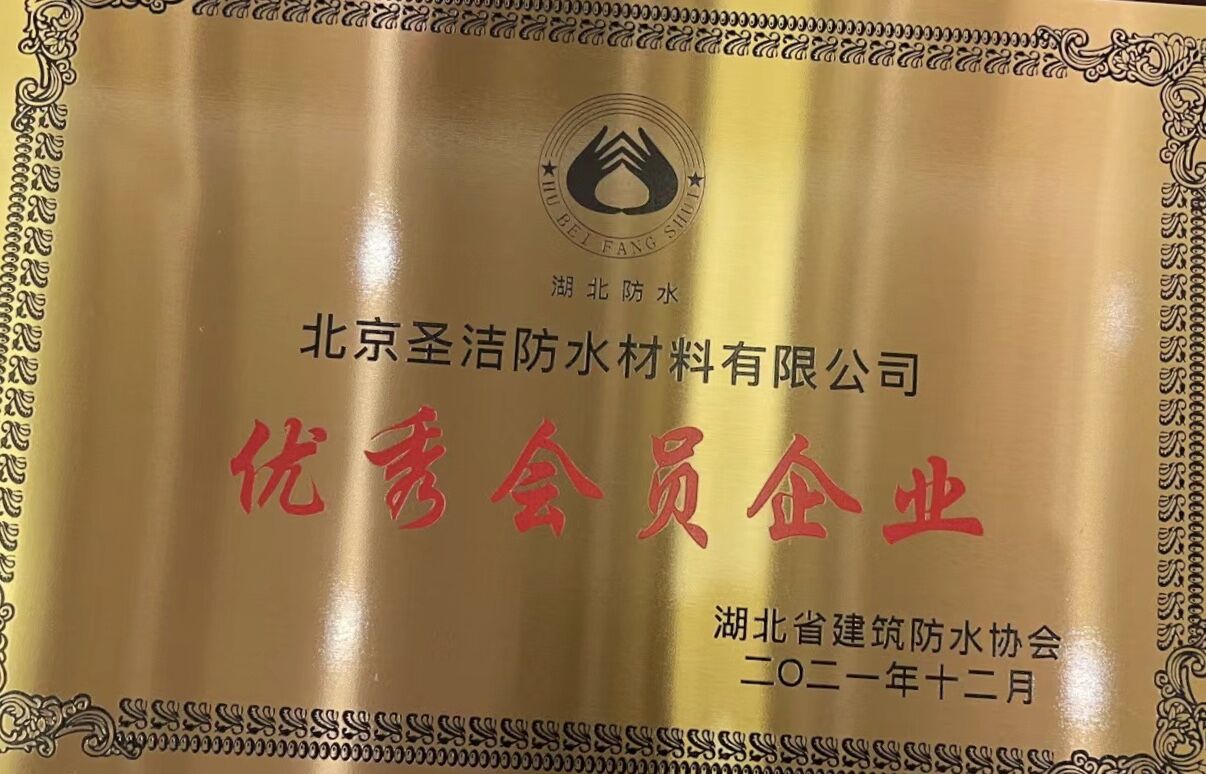 HU BEI FANG SHUI
湖北防水
北京圣洁防水材料有限公司
优秀会员企业
湖北省建筑防水协会
二〇二一年十二月